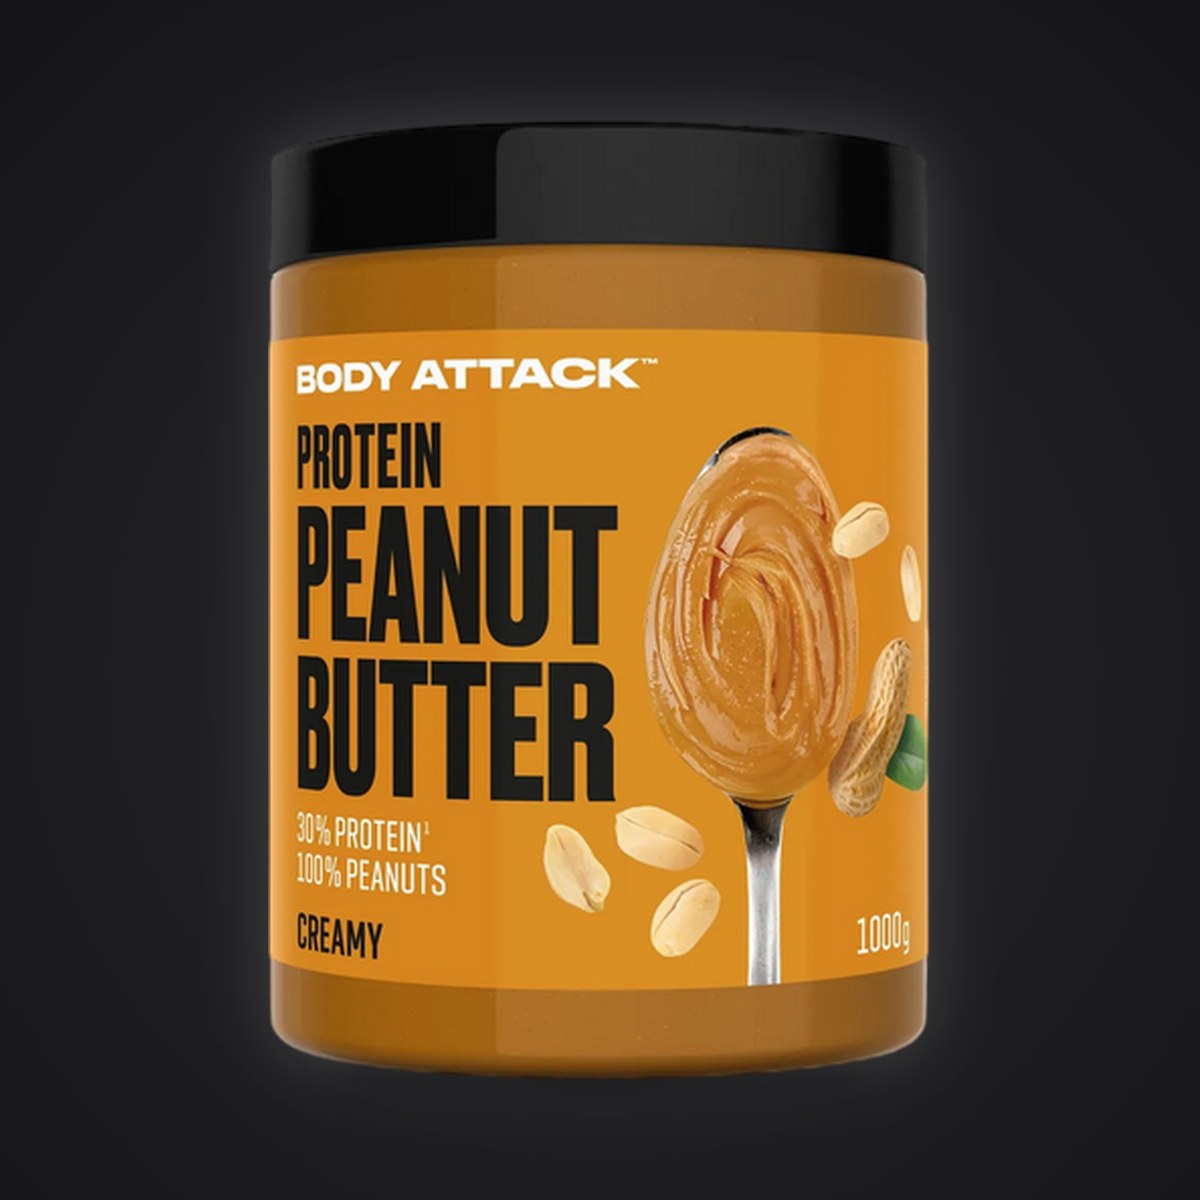 BODY ATTACK™
PROTEIN
PEANUT
BUTTER
30% PROTEIN¹
100% PEANUTS
CREAMY
1000g